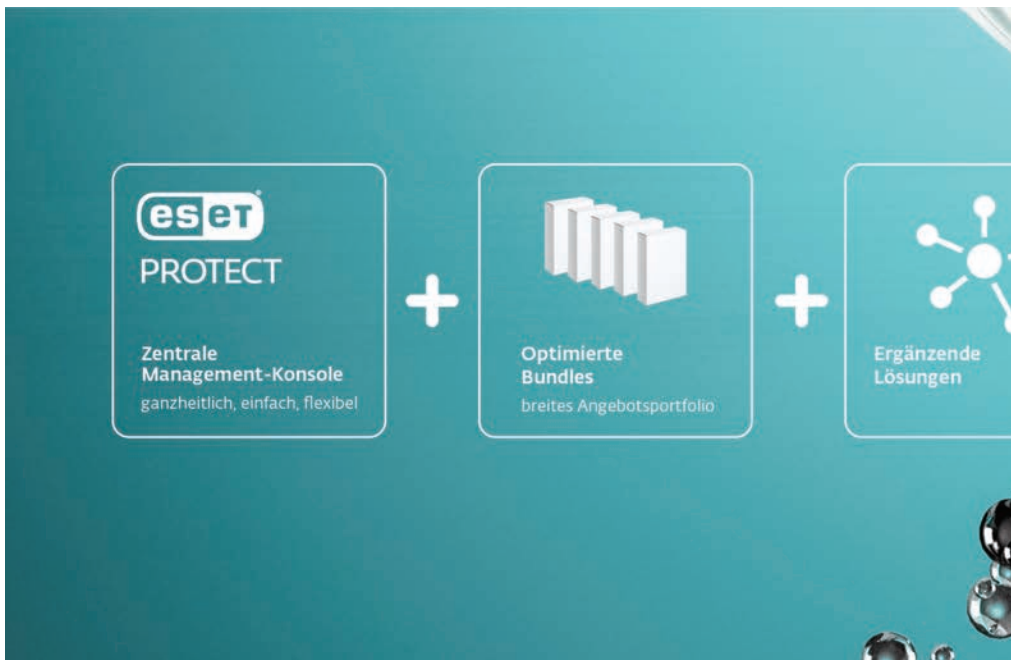 eseT
PROTECT
Zentrale
Management-Konsole
ganzheitlich, einfach, flexibel
Optimierte
Bundles
breites Angebotsportfolio
Ergänzende
Lösungen